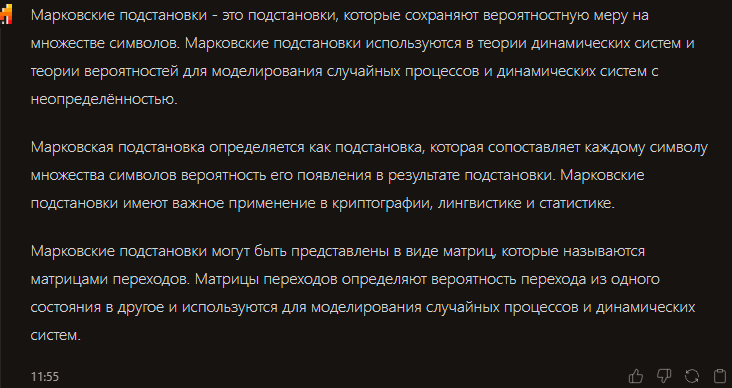 Марковские подстановки - это подстановки, которые сохраняют вероятностную меру на
множестве символов. Марковские подстановки используются в теории динамических систем и
теории вероятностей для моделирования случайных процессов и динамических систем с
неопределённостью.
Марковская подстановка определяется как подстановка, которая сопоставляет каждому символу
множества символов вероятность его появления в результате подстановки. Марковские
подстановки имеют важное применение в криптографии, лингвистике и статистике.
Марковские подстановки могут быть представлены в виде матриц, которые называются
матрицами переходов. Матрицы переходов определяют вероятность перехода из одного
состояния в другое и используются для моделирования случайных процессов и динамических
систем.
11:55